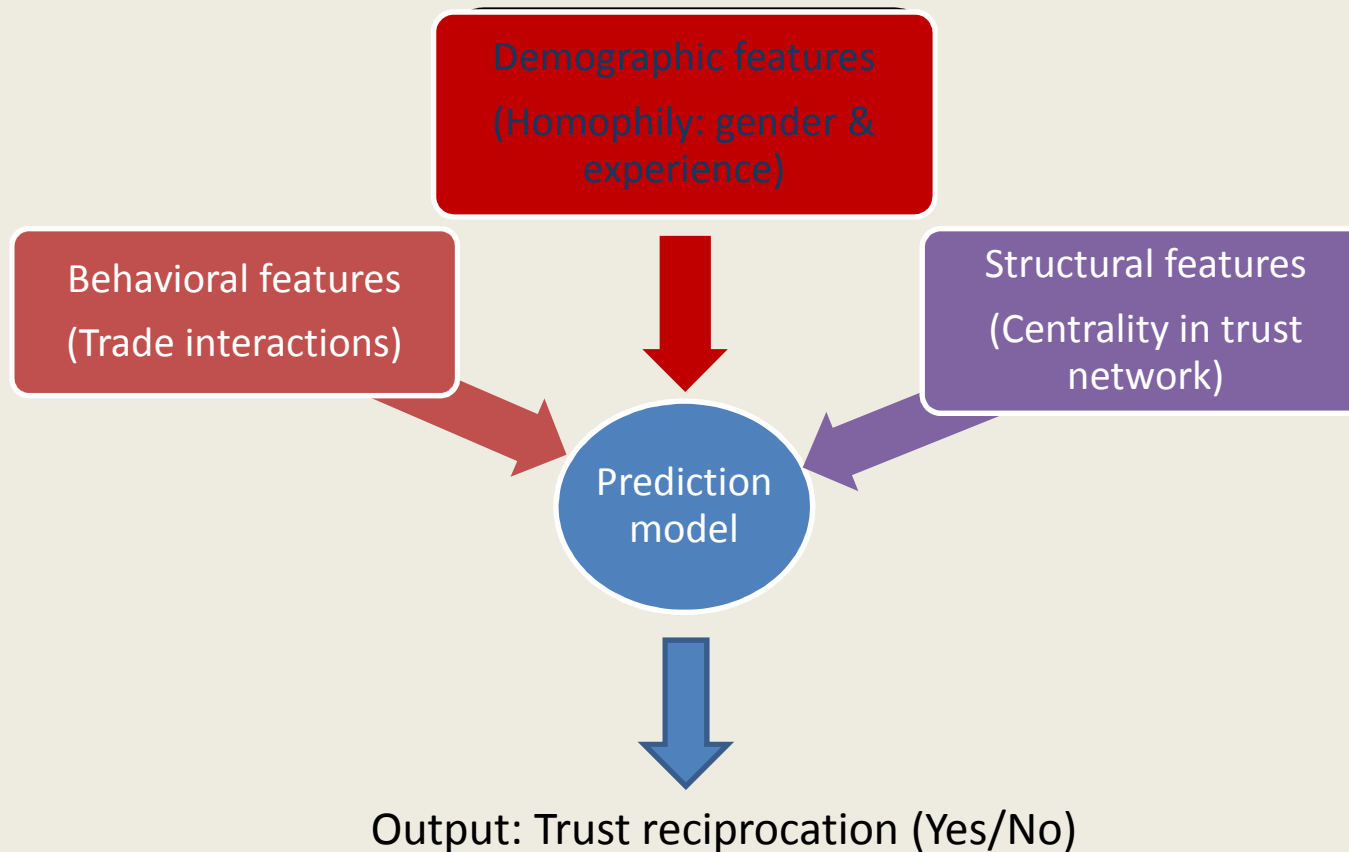 Demographic features
(Homophily: gender &
experience)
Behavioral features
(Trade interactions)
Structural features
(Centrality in trust
network)
Prediction
model
Output: Trust reciprocation (Yes/No)